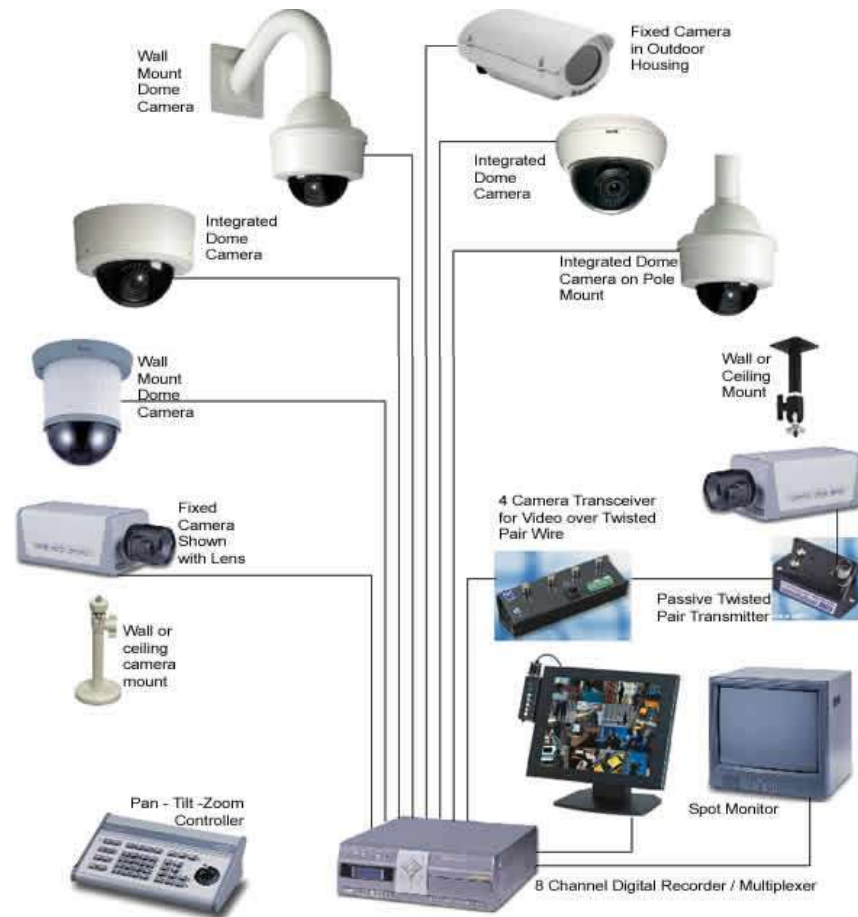 Wall
Mount
Dome
Camera
Fixed Camera
in Outdoor
Housing
Integrated
Dome
Camera
Integrated
Dome
Camera
Integrated Dome
Camera on Pole
Mount
Wall
Mount
Dome
Camera
Wall or
Ceiling
Mount
Fixed
Camera
Shown
with Lens
4 Camera Transceiver
for Video over Twisted
Pair Wire
Passive Twisted
Pair Transmitter
Wall or
ceiling
camera
mount
Pan - Tilt -Zoom
Controller
Spot Monitor
8 Channel Digital Recorder / Multiplexer